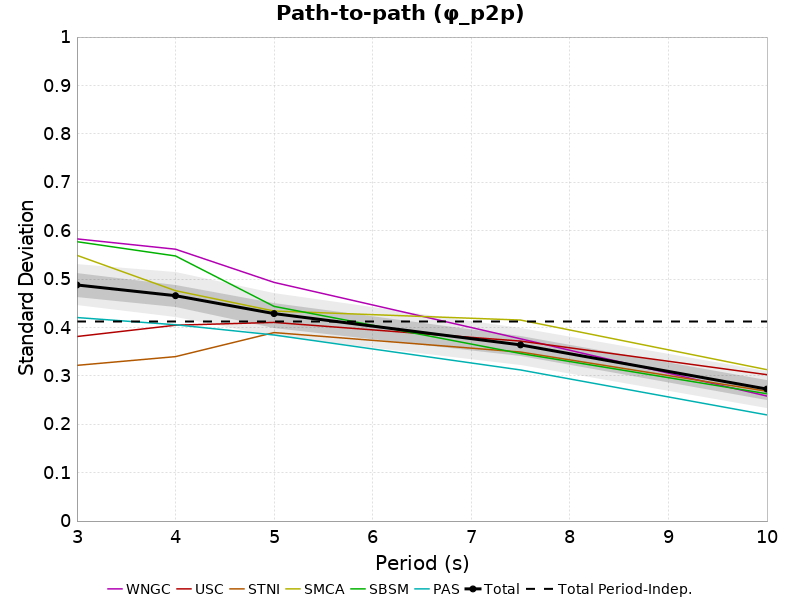 Path-to-path (φ_p2p)
1
0.9
0.8
0.7
0.6
0.5
0.4
0.3
0.2
0.1
0
Standard Deviation
3 4 5 6 7 8 9 10
Period (s)
WNGC USC STNI SMCA SBSM PAS Total Total Period-Indep.